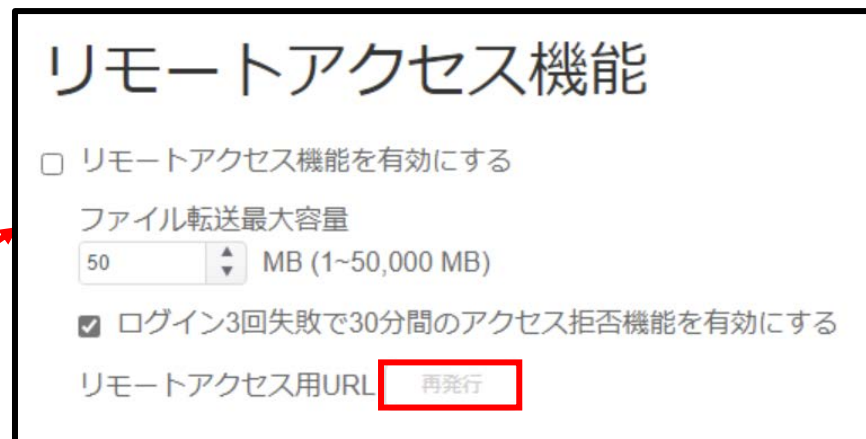 リモートアクセス機能
リモートアクセス機能を有効にする
ファイル転送最大容量
50 MB (1~50,000 MB)
ログイン3回失敗で30分間のアクセス拒否機能を有効にする
リモートアクセス用URL 再発行